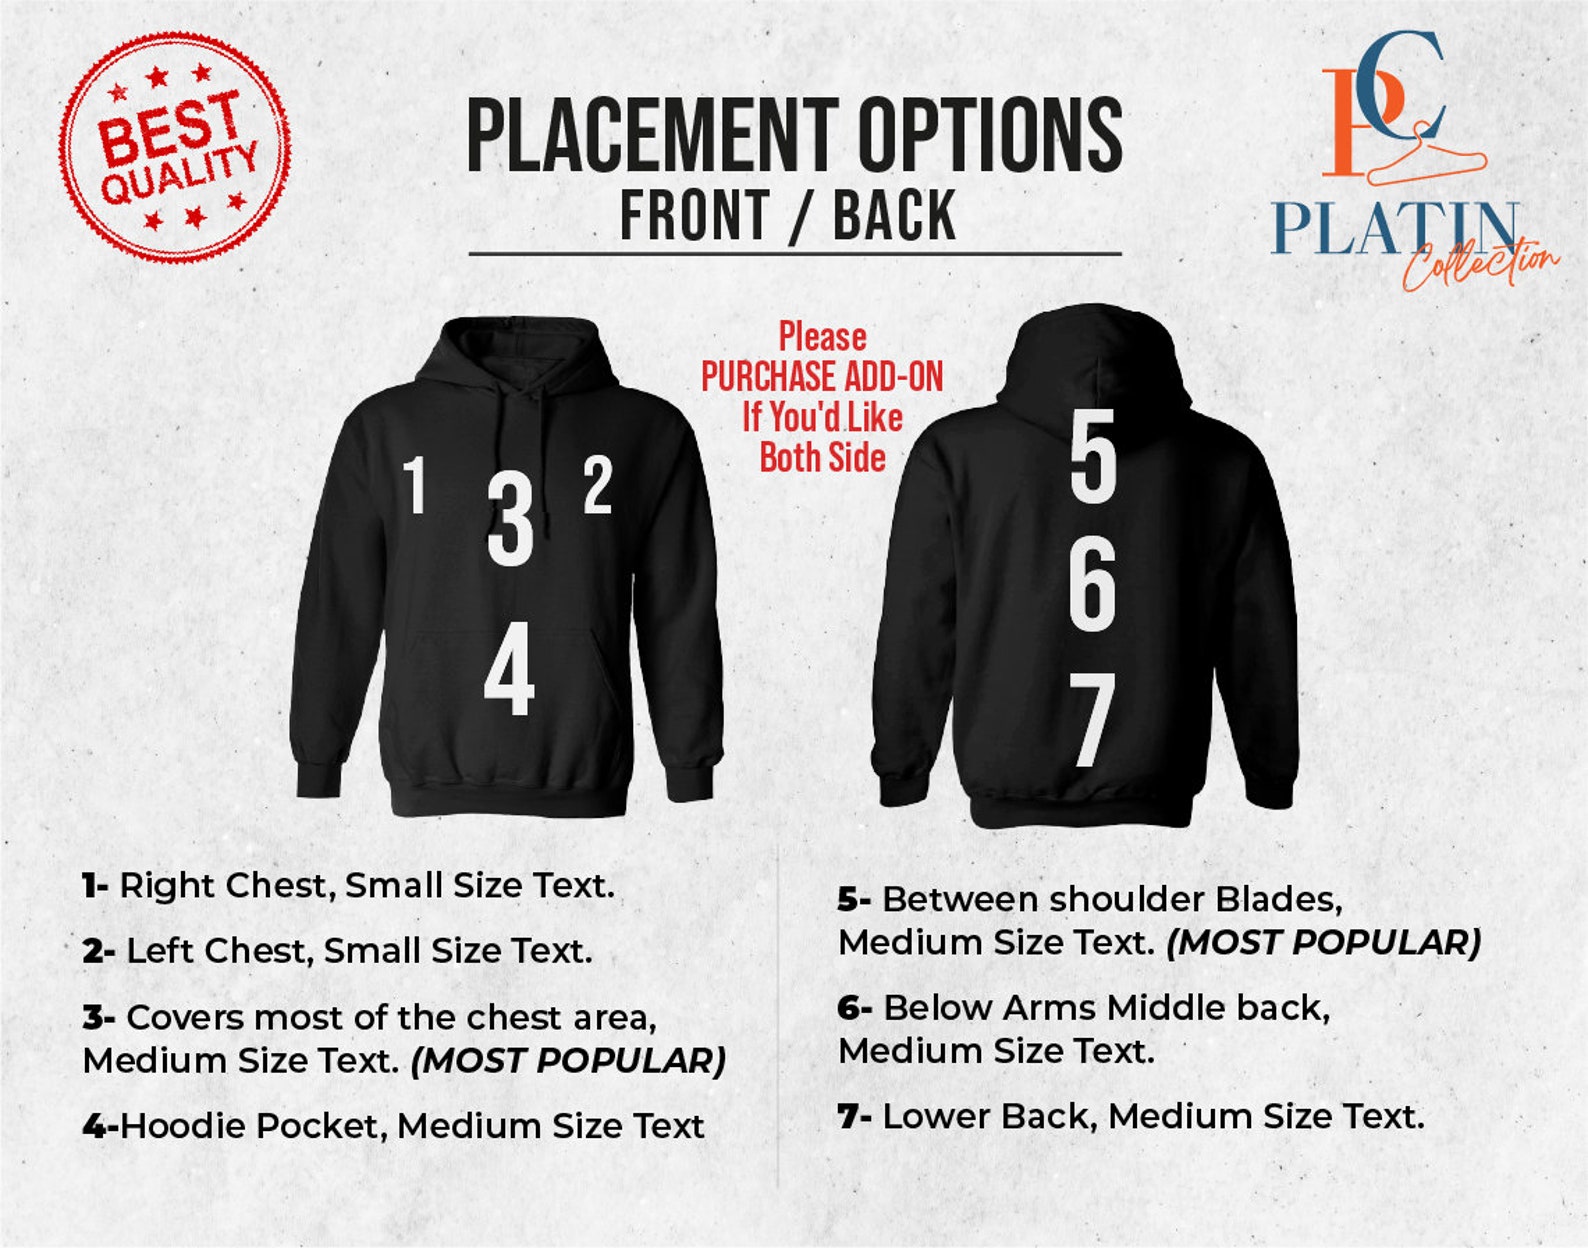 BEST
QUALITY
PLACEMENT OPTIONS
FRONT / BACK
PC
PLATIN
Collection
Please
PURCHASE ADD-ON
If You'd Like
Both Side
1
2
3
4
5
6
7
1- Right Chest, Small Size Text.
2- Left Chest, Small Size Text.
3- Covers most of the chest area,
Medium Size Text. (MOST POPULAR)
4-Hoodie Pocket, Medium Size Text
5- Between shoulder Blades,
Medium Size Text. (MOST POPULAR)
6- Below Arms Middle back,
Medium Size Text.
7- Lower Back, Medium Size Text.